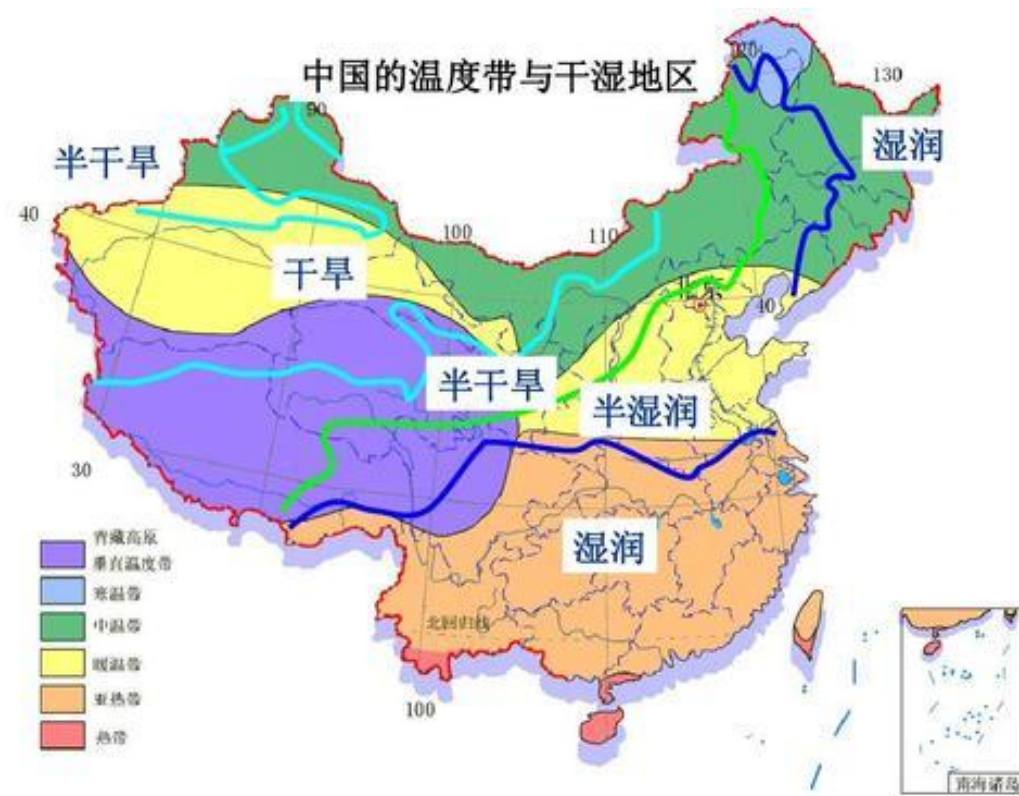 中国的温度带与干湿地区
120
130
90
湿润
半干旱
40
100
110
干旱
北京
40
半干旱
半湿润
30
湿润
青藏高原
垂直温度带
寒温带
中温带
暖温带
亚热带
热带
北回归线
100
南海诸岛